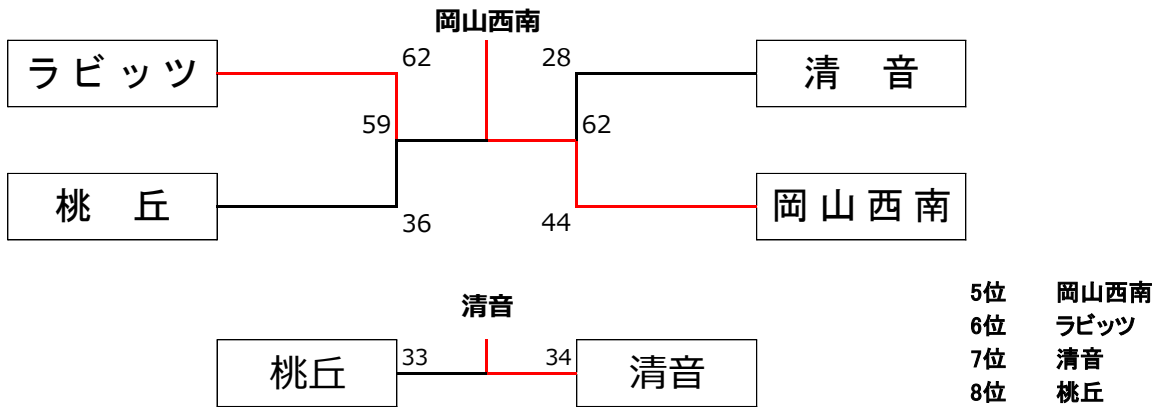 岡山西南
62 28
ラビッツ 清 音
59 62
桃 丘 岡山西南
36 44
5位 岡山西南
清音
6位 ラビッツ
桃丘 33 34 清音
7位 清音
8位 桃丘